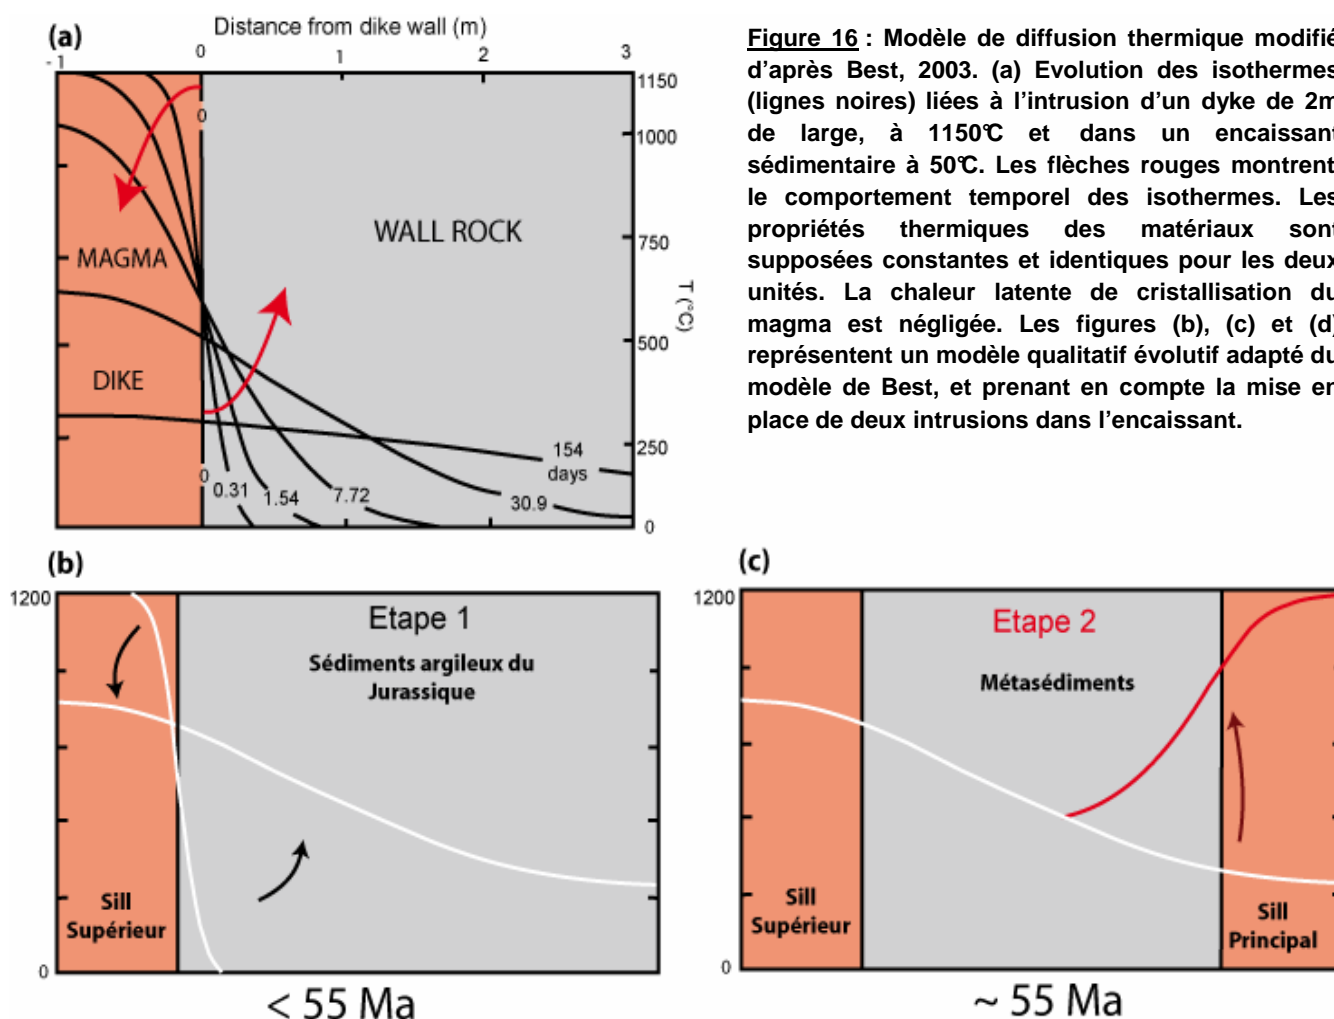 (a)
Distance from dike wall (m)
-1 0 1 2 3
0
1150
1000
750
500
250
0
T (°C)
MAGMA
DIKE
WALL ROCK
0
0.31
1.54
7.72
30.9
154
days
Figure 16 : Modèle de diffusion thermique modifié
d'après Best, 2003. (a) Evolution des isothermes
(lignes noires) liées à l'intrusion d'un dyke de 2m
de large, à 1150°C et dans un encaissant
sédimentaire à 50°C. Les flèches rouges montrent
le comportement temporel des isothermes. Les
propriétés thermiques des matériaux sont
supposées constantes et identiques pour les deux
unités. La chaleur latente de cristallisation du
magma est négligée. Les figures (b), (c) et (d)
représentent un modèle qualitatif évolutif adapté du
modèle de Best, et prenant en compte la mise en
place de deux intrusions dans l'encaissant.
(b)
1200
0
Etape 1
Sédiments argileux du
Jurassique
Sill
Supérieur
< 55 Ma
(c)
1200
0
Etape 2
Métasédiments
Sill
Supérieur
Sill
Principal
~ 55 Ma